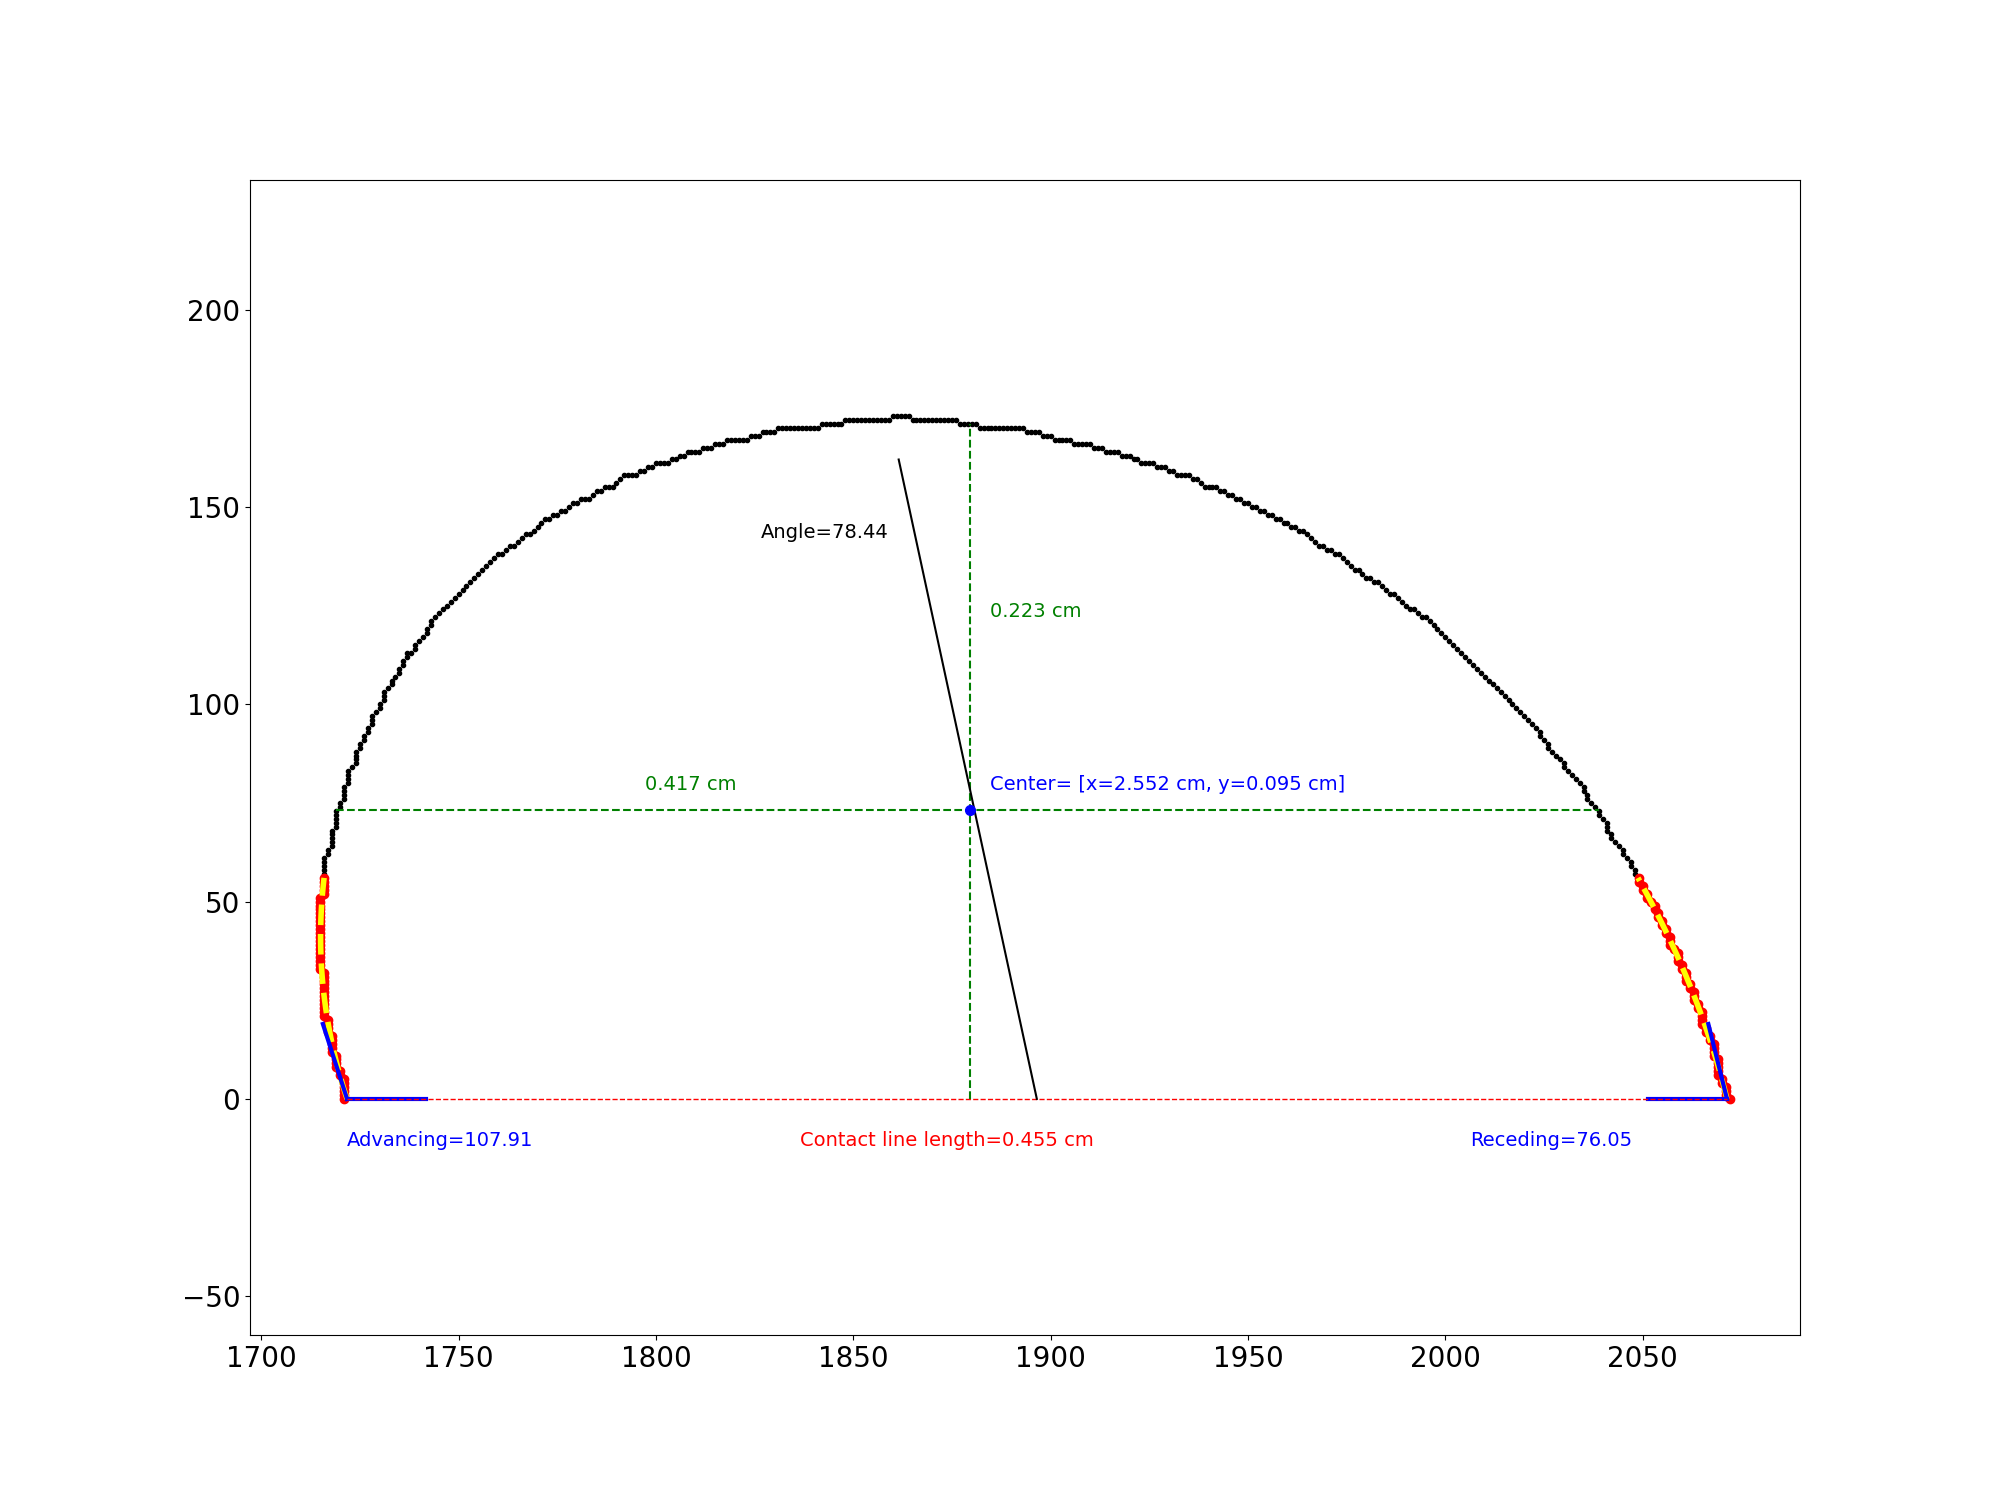 200
150
Angle=78.44
0.223 cm
100
0.417 cm
Center= [x=2.552 cm, y=0.095 cm]
50
0
Advancing=107.91
Contact line length=0.455 cm
Receding=76.05
−50
1700 1750 1800 1850 1900 1950 2000 2050